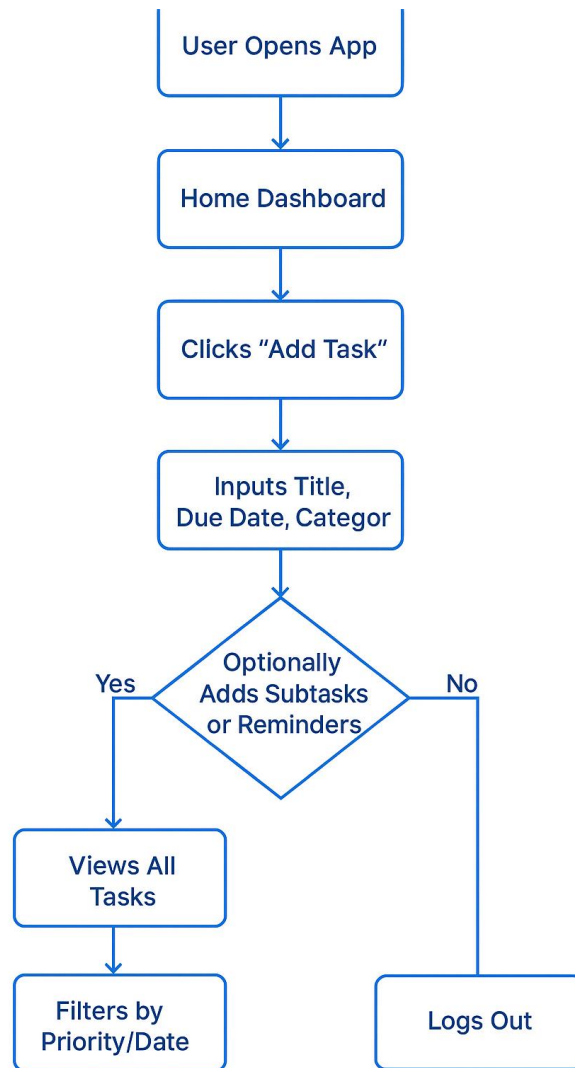 User Opens App
Home Dashboard
Clicks “Add Task“
Inputs Title,
Due Date, Categor
Optionally
Adds Subtasks
or Reminders
Yes
No
Views All
Tasks
Filters by
Priority/Date
Logs Out